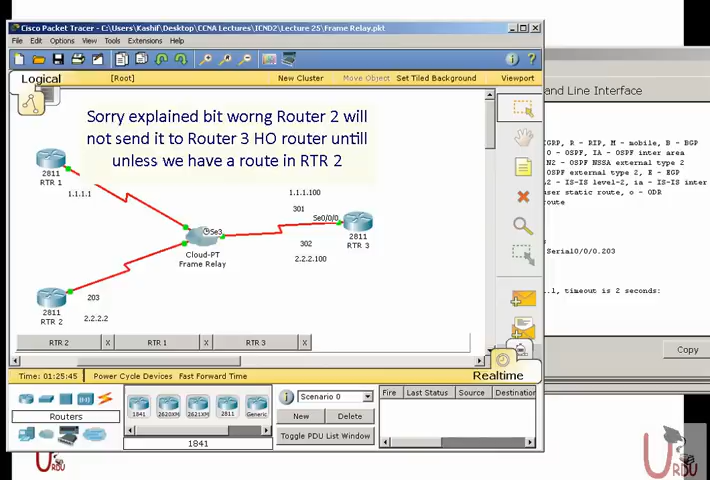 Cisco Packet Tracer - C:\Users\Kashif\Desktop\CCNA Lectures\ICND2\Lecture 25\Frame Relay.pkt
File Edit Options View Tools Extensions Help
Logical [Root] New Cluster Move Object Set Tiled Background Viewport
Sorry explained bit worng Router 2 will
not send it to Router 3 HO router untill
unless we have a route in RTR 2
2811
RTR 1
1.1.1.1
1.1.1.100
301
Se0/0/0
2811
RTR 3
Se3
Cloud-PT
Frame Relay
302
2.2.2.100
2811
RTR 2
203
2.2.2.2
RTR 2 X RTR 1 X RTR 3 X
Time: 01:25:45 Power Cycle Devices Fast Forward Time Realtime
Routers
1841 2620XM 2621XM 2811 Generic
1841
Scenario 0
New Delete
Toggle PDU List Window
Fire Last Status Source Destination
and Line Interface
EGRP, R - RIP, M - mobile, B - BGP
- OSPF, IA - OSPF inter area
N2 - OSPF NSSA external type 2
OSPF external type 2, E - EGP
L2 - IS-IS level-2, ia - IS-IS inter
user static route, o - ODR
route
Serial0/0/0.203
.1, timeout is 2 seconds:
Copy
URDU
URDU